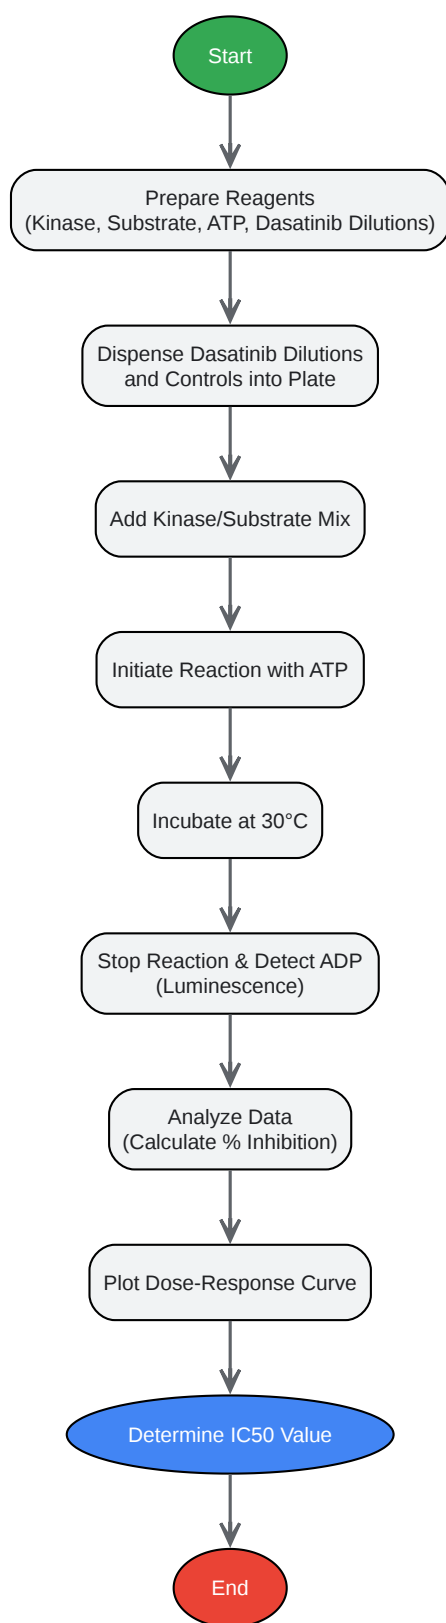 Start
Prepare Reagents
(Kinase, Substrate, ATP, Dasatinib Dilutions)
Dispense Dasatinib Dilutions
and Controls into Plate
Add Kinase/Substrate Mix
Initiate Reaction with ATP
Incubate at 30°C
Stop Reaction & Detect ADP
(Luminescence)
Analyze Data
(Calculate % Inhibition)
Plot Dose-Response Curve
Determine IC50 Value
End